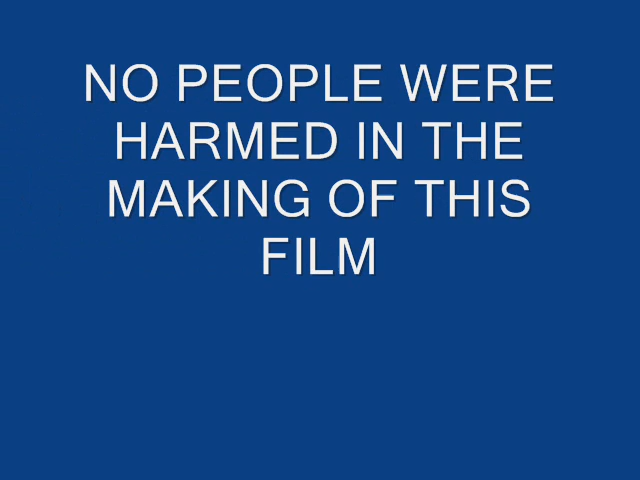 NO PEOPLE WERE
HARMED IN THE
MAKING OF THIS
FILM